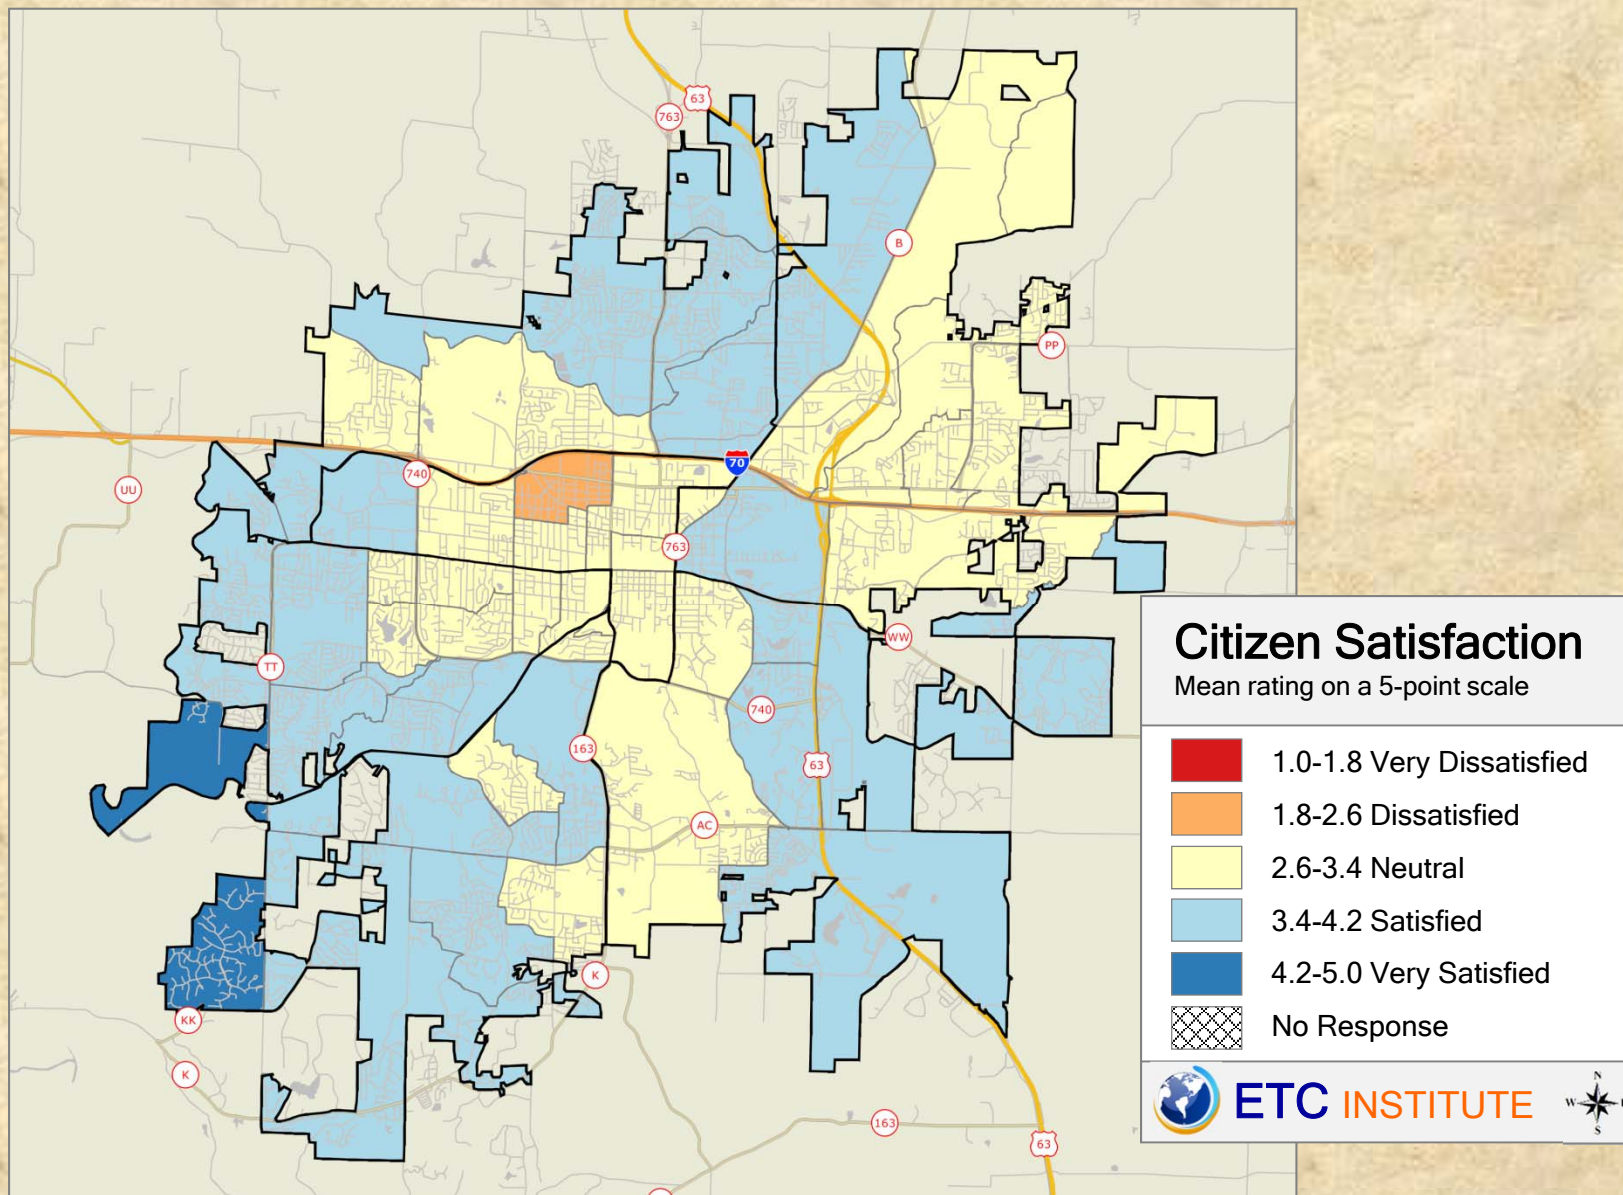 63
763
B
PP
70
740
UU
763
WW
TT
740
163
63
AC
K
KK
K
163
63
Citizen Satisfaction
Mean rating on a 5-point scale
1.0-1.8 Very Dissatisfied
1.8-2.6 Dissatisfied
2.6-3.4 Neutral
3.4-4.2 Satisfied
4.2-5.0 Very Satisfied
No Response
ETC INSTITUTE
N
W
S